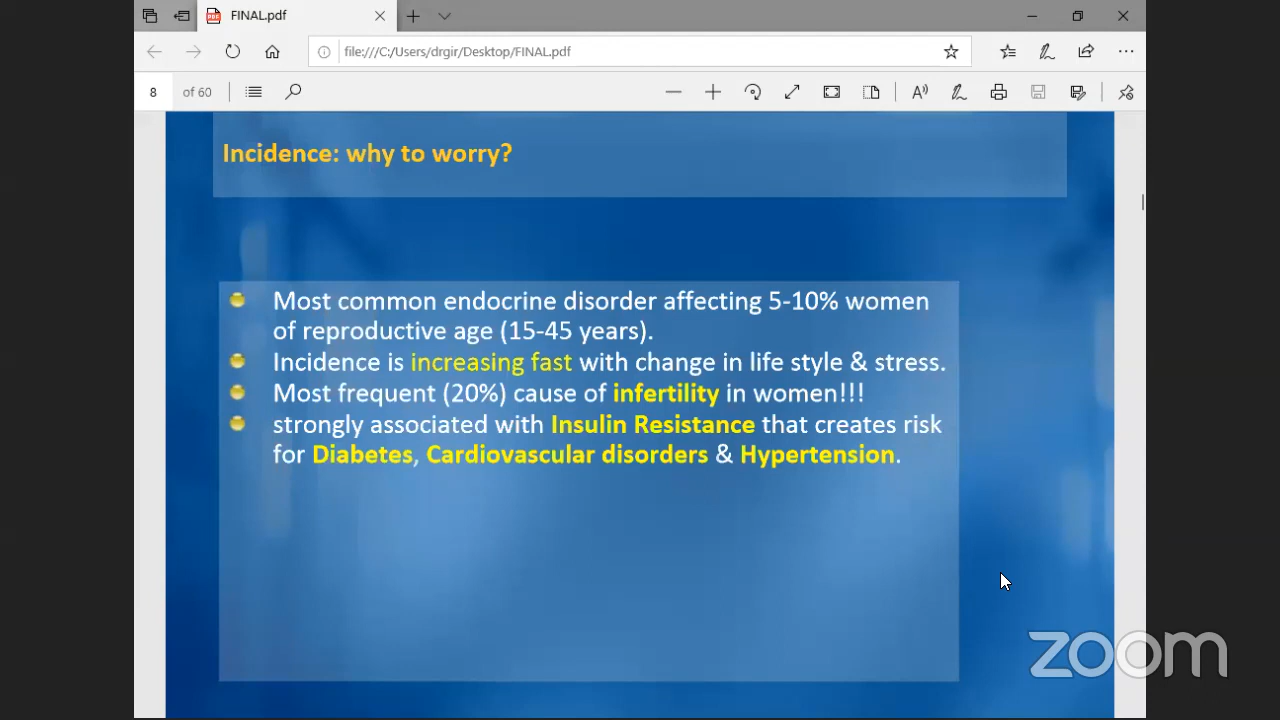 FINAL.pdf
file:///C:/Users/drgir/Desktop/FINAL.pdf
8 of 60
Incidence: why to worry?
Most common endocrine disorder affecting 5-10% women
of reproductive age (15-45 years).
Incidence is increasing fast with change in life style & stress.
Most frequent (20%) cause of infertility in women!!!
strongly associated with Insulin Resistance that creates risk
for Diabetes, Cardiovascular disorders & Hypertension.
zoom